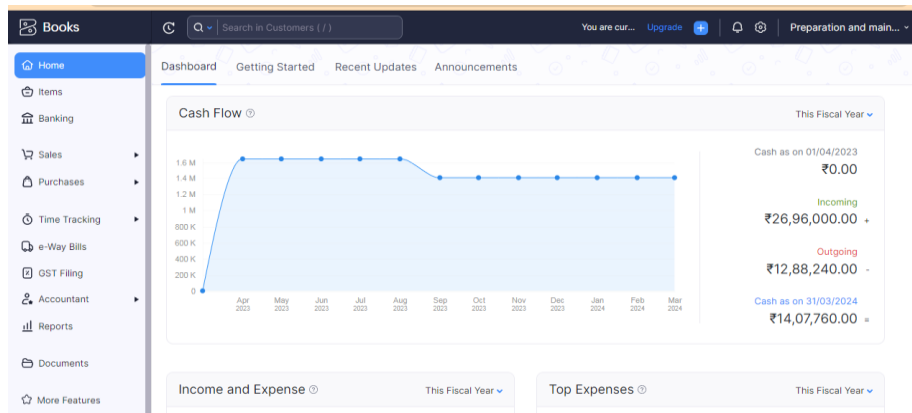 Books
Search in Customers ( / )
You are cur... Upgrade
Preparation and main...
Home
Items
Banking
Sales
Purchases
Time Tracking
e-Way Bills
GST Filing
Accountant
Reports
Documents
More Features
Dashboard Getting Started Recent Updates Announcements
Cash Flow
This Fiscal Year
1.6 M
1.4 M
1.2 M
1 M
800 K
600 K
400 K
200 K
0
Apr May Jun Jul Aug Sep Oct Nov Dec Jan Feb Mar
2023 2023 2023 2023 2023 2023 2023 2023 2023 2024 2024 2024
Cash as on 01/04/2023
₹0.00
Incoming
₹26,96,000.00 +
Outgoing
₹12,88,240.00 -
Cash as on 31/03/2024
₹14,07,760.00 =
Income and Expense
This Fiscal Year
Top Expenses
This Fiscal Year